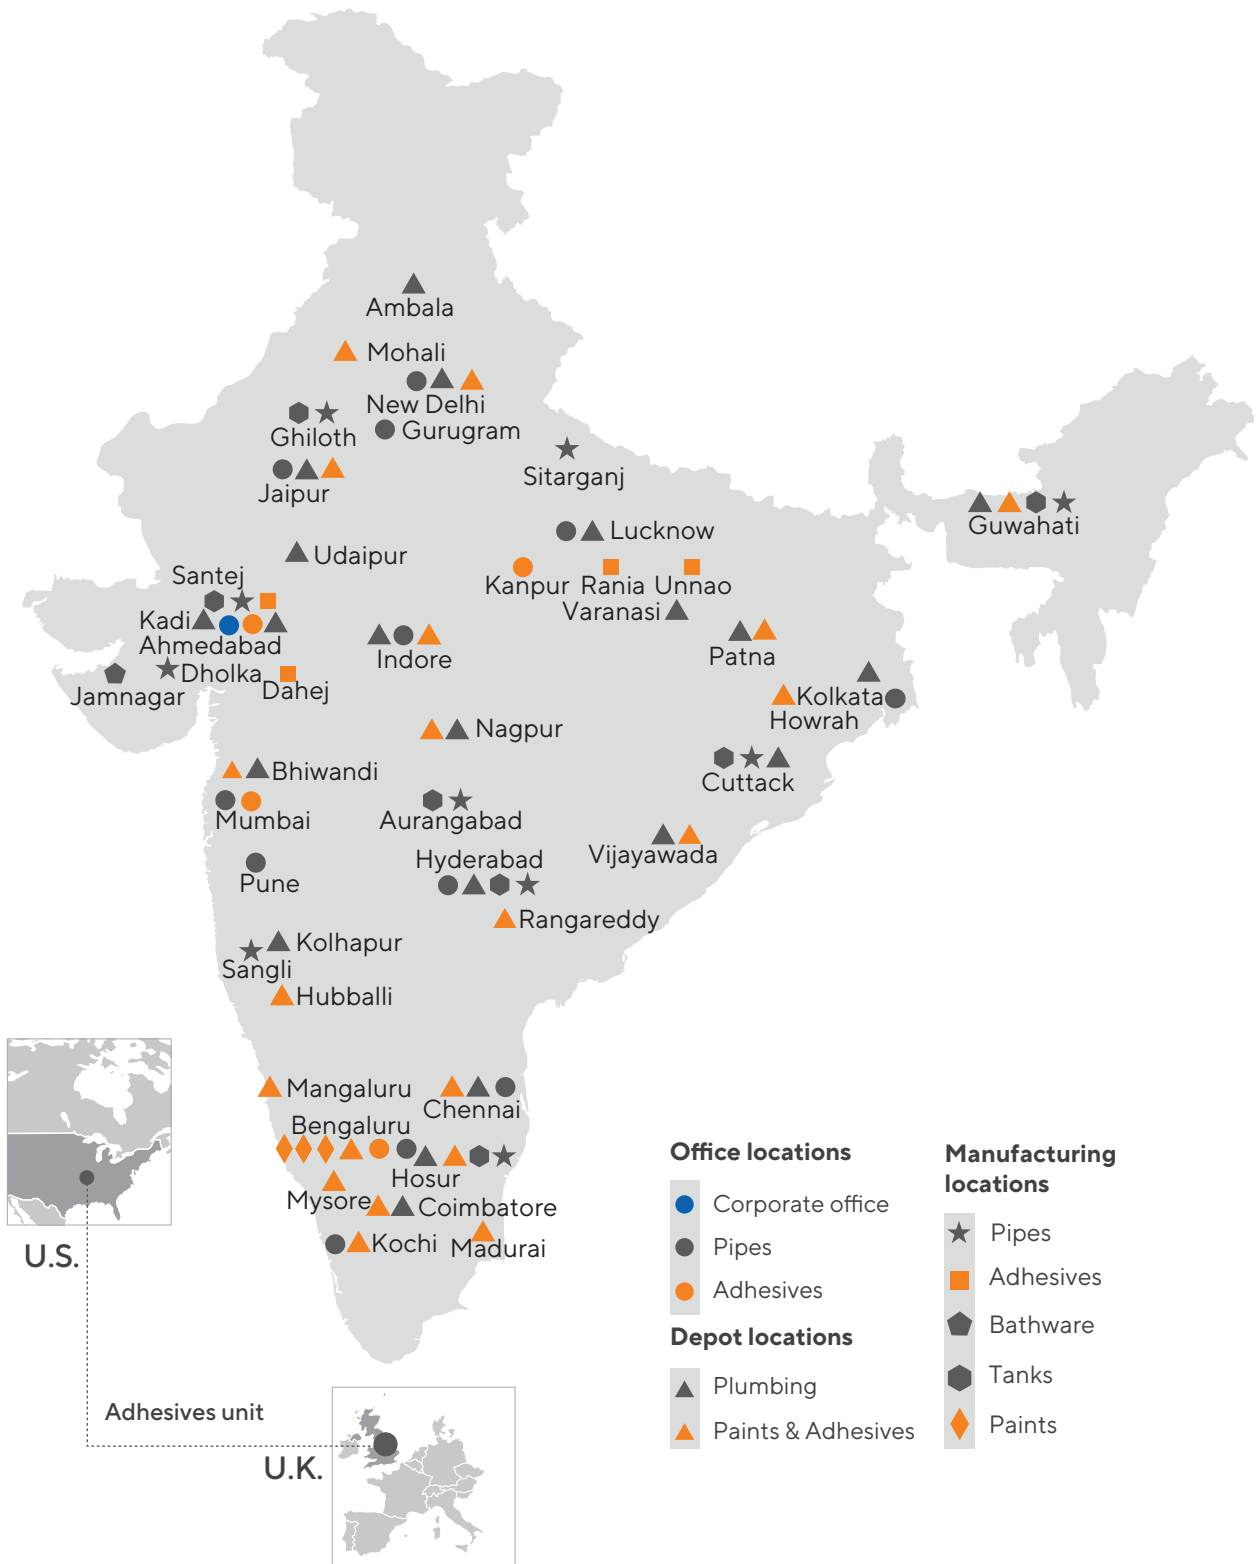 Ambala
Mohali
New Delhi
Ghiloth
Gurugram
Sitarganj
Jaipur
Guwahati
Lucknow
Udaipur
Santej
Kanpur
Rania
Unnao
Varanasi
Kadi
Ahmedabad
Indore
Patna
Dholka
Jamnagar
Dahej
Kolkata
Howrah
Nagpur
Bhiwandi
Cuttack
Mumbai
Aurangabad
Vijayawada
Hyderabad
Pune
Rangareddy
Kolhapur
Sangli
Hubballi
Mangaluru
Chennai
Bengaluru
Hosur
Mysore
Coimbatore
Kochi
Madurai
U.S.
Adhesives unit
U.K.
Office locations
Corporate office
Pipes
Adhesives
Depot locations
Plumbing
Paints & Adhesives
Manufacturing
locations
Pipes
Adhesives
Bathware
Tanks
Paints